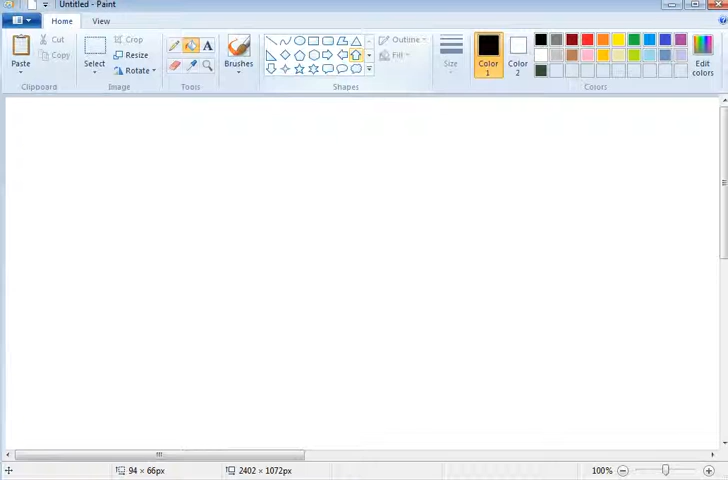 Untitled - Paint
Home View
Paste Cut Copy Select Crop Resize Rotate A Brushes Outline Fill Size Color 1 Color 2 Edit colors
Clipboard Image Tools Shapes Colors
94 × 66px 2402 × 1072px 100%